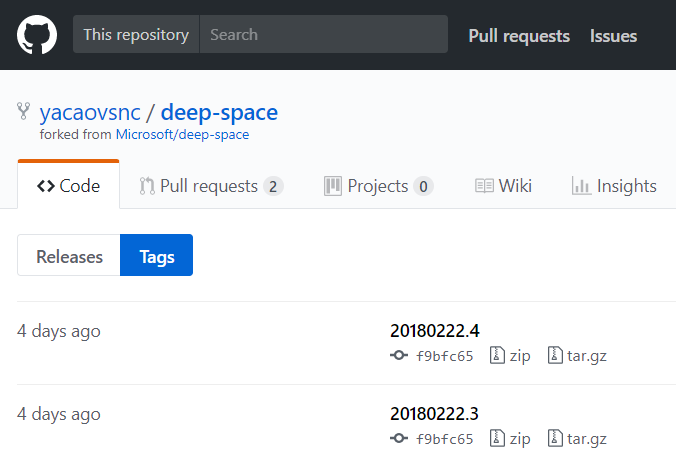 This repository Search Pull requests Issues
yacaovsnc / deep-space
forked from Microsoft/deep-space
Code Pull requests 2 Projects 0 Wiki Insights
Releases Tags
4 days ago 20180222.4
f9bfc65 zip tar.gz
4 days ago 20180222.3
f9bfc65 zip tar.gz